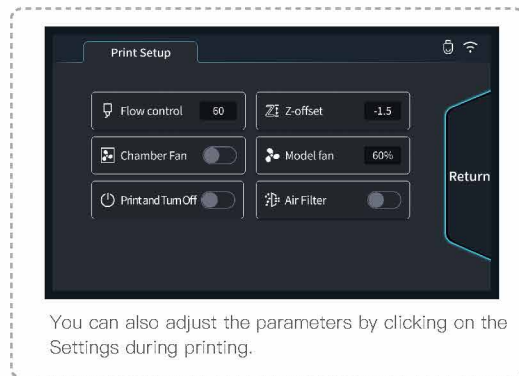 Print Setup
Flow control 60
Z-offset -1.5
Chamber Fan
Model fan 60%
Return
Print and Turn Off
Air Filter
You can also adjust the parameters by clicking on the
Settings during printing.